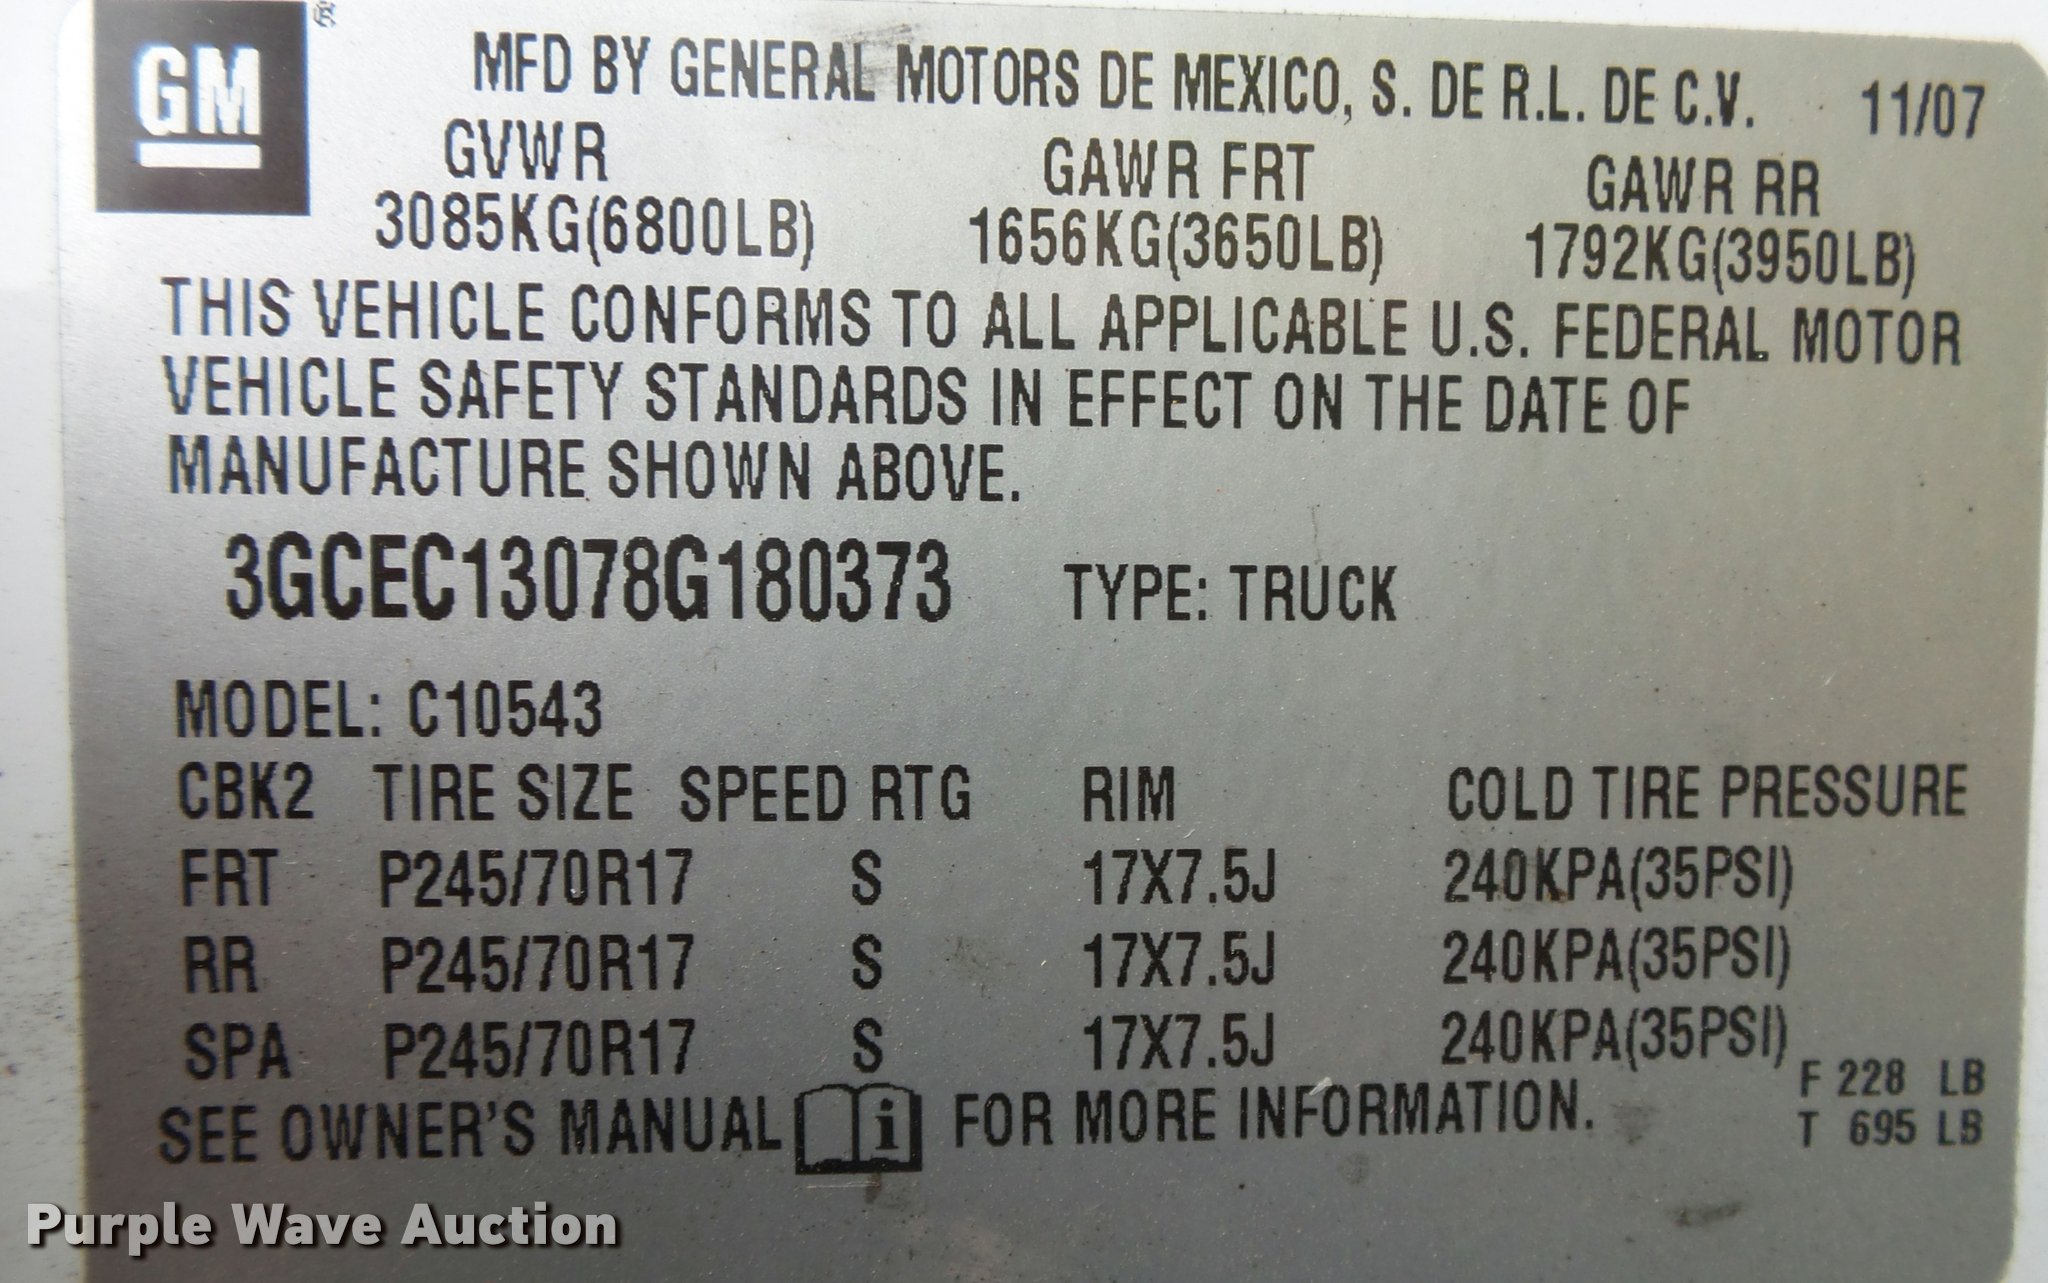 GM ®
MFD BY GENERAL MOTORS DE MEXICO, S. DE R.L. DE C.V. 11/07
GVWR GAWR FRT GAWR RR
3085KG(6800LB) 1656KG(3650LB) 1792KG(3950LB)
THIS VEHICLE CONFORMS TO ALL APPLICABLE U.S. FEDERAL MOTOR
VEHICLE SAFETY STANDARDS IN EFFECT ON THE DATE OF
MANUFACTURE SHOWN ABOVE.
3GCEC13078G180373 TYPE: TRUCK
MODEL: C10543
CBK2 TIRE SIZE SPEED RTG RIM COLD TIRE PRESSURE
FRT P245/70R17 S 17X7.5J 240KPA(35PSI)
RR P245/70R17 S 17X7.5J 240KPA(35PSI)
SPA P245/70R17 S 17X7.5J 240KPA(35PSI)
F 228 LB
SEE OWNER'S MANUAL i FOR MORE INFORMATION. T 695 LB
Purple Wave Auction